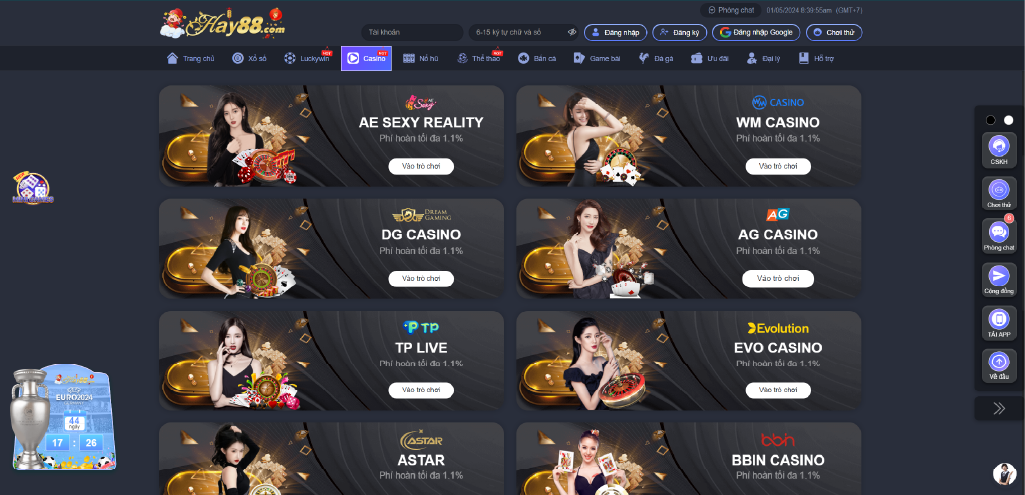 Phòng chat 01/05/2024 8:39:55am (GMT+7)
Hay88.com
Tài khoản 6-15 ký tự chữ và số Đăng nhập Đăng ký Đăng nhập Google Chơi thử
Trang chủ Xổ số Luckywin HOT Casino HOT Nổ hũ Thể thao HOT Bắn cá Game bài Đá gà Ưu đãi Đại lý Hỗ trợ
Sexy
AE SEXY REALITY
Phí hoàn tối đa 1.1%
Vào trò chơi
WM CASINO
WM CASINO
Phí hoàn tối đa 1.1%
Vào trò chơi
DREAM GAMING
DG CASINO
Phí hoàn tối đa 1.1%
Vào trò chơi
AG
AG CASINO
Phí hoàn tối đa 1.1%
Vào trò chơi
TP
TP LIVE
Phí hoàn tối đa 1.1%
Vào trò chơi
Evolution
EVO CASINO
Phí hoàn tối đa 1.1%
Vào trò chơi
ASTAR
ASTAR
Phí hoàn tối đa 1.1%
bbin
BBIN CASINO
Phí hoàn tối đa 1.1%
EURO2024
44
ngày
17 : 26
CSKH
Chơi thử
6
Phòng chat
Cộng đồng
TẢI APP
Về đầu